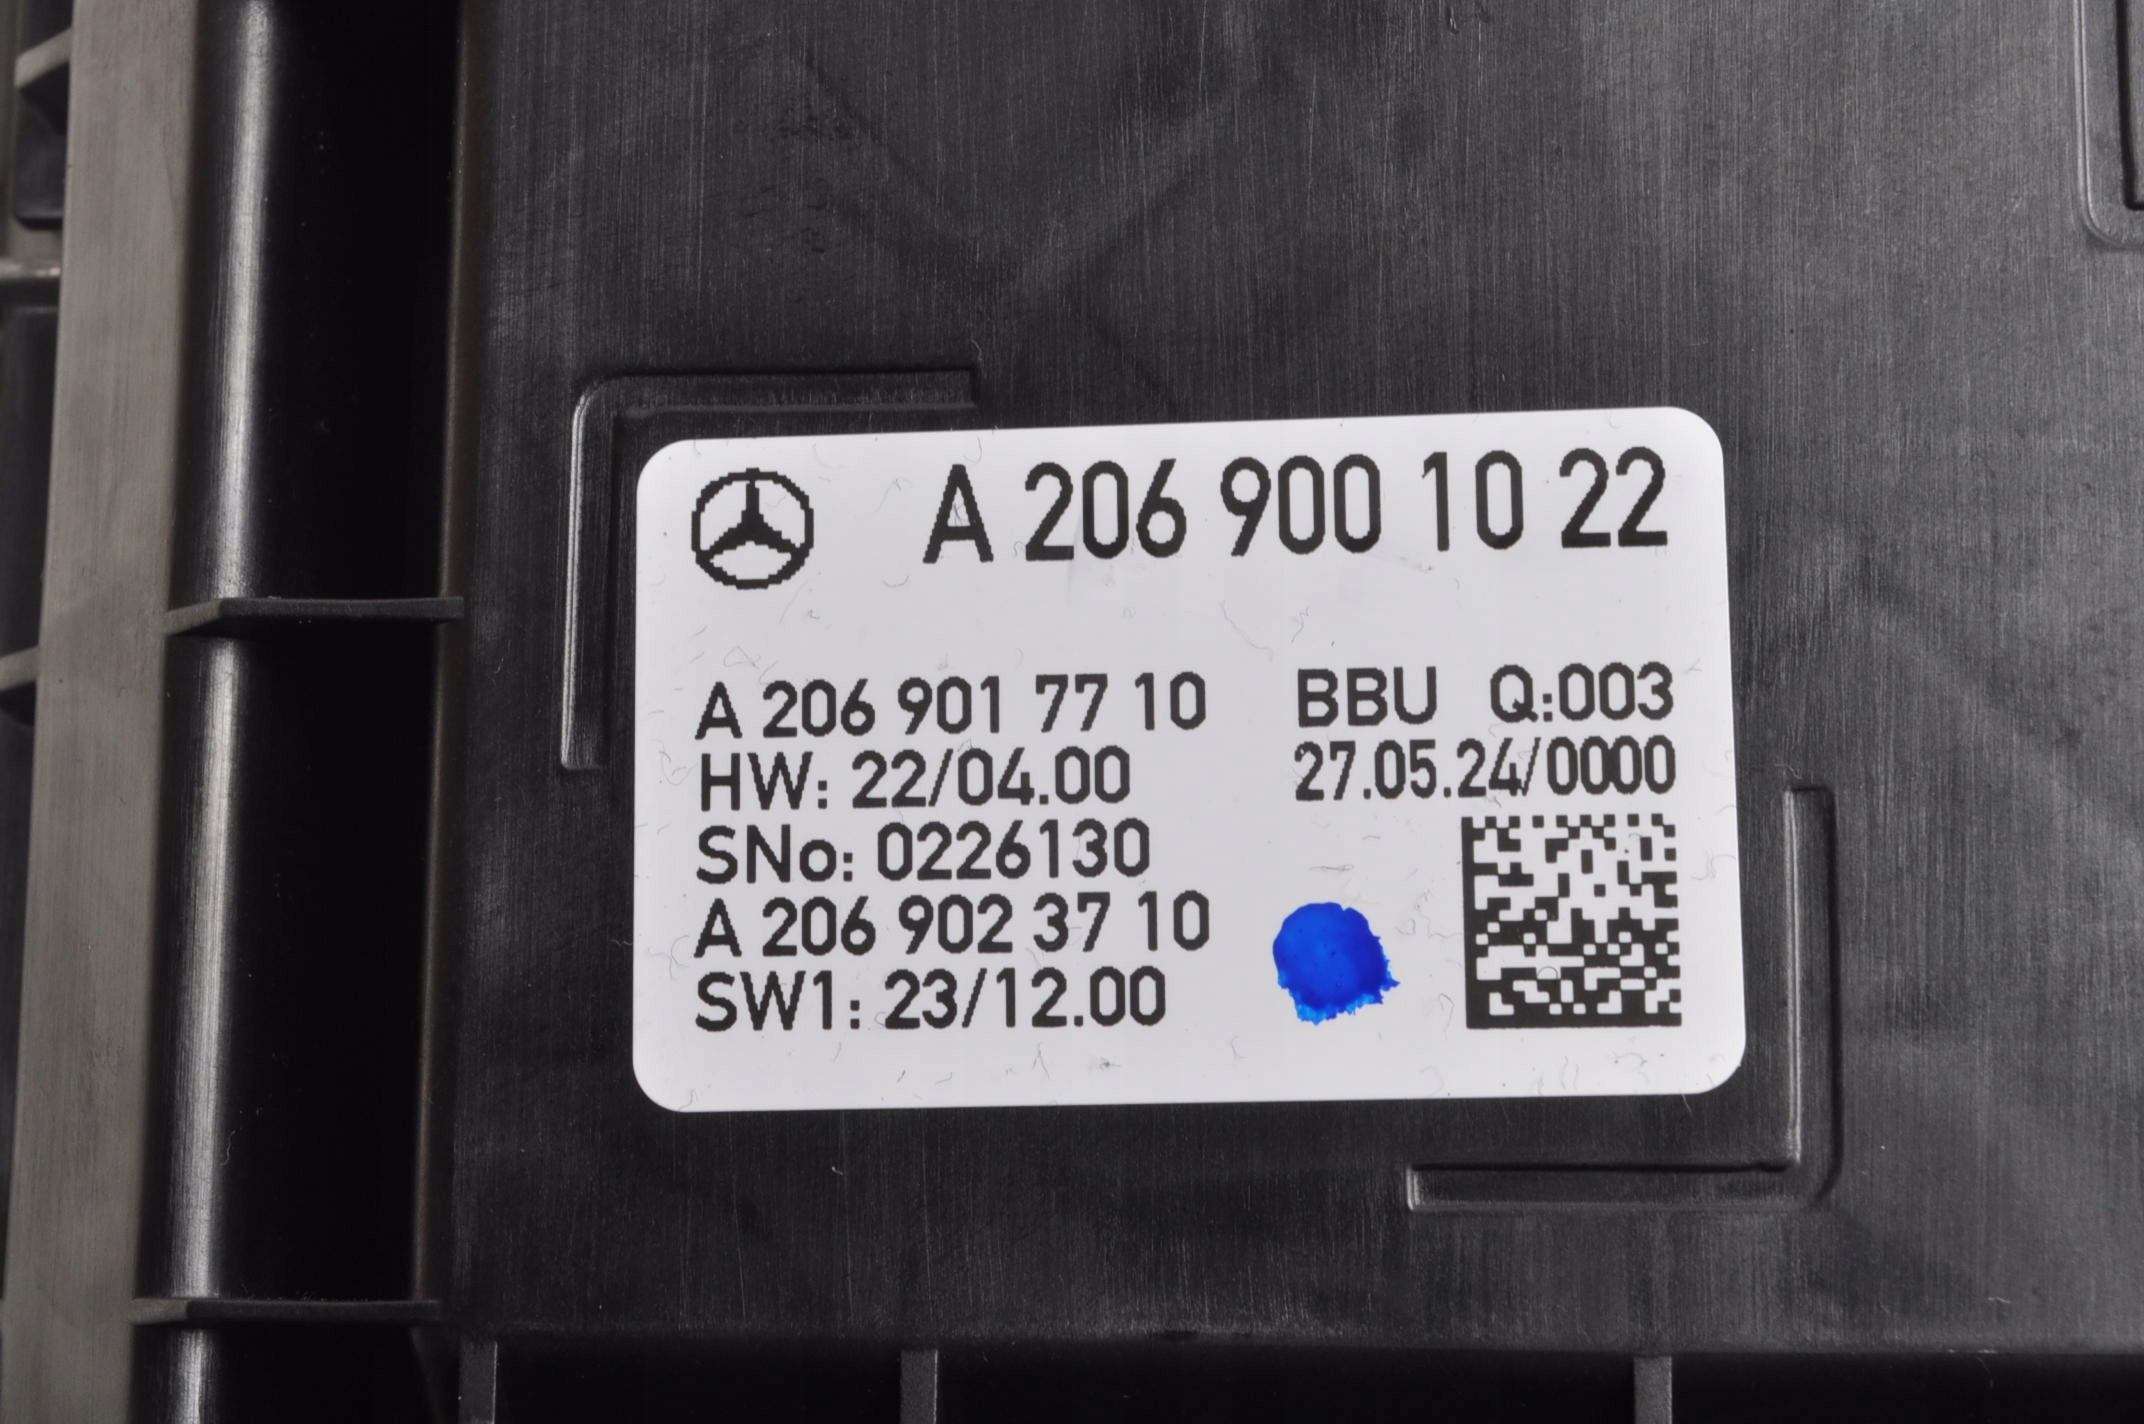 A 206 900 10 22
A 206 901 77 10 BBU Q:003
HW: 22/04.00 27.05.24/0000
SNo: 0226130
A 206 902 37 10
SW1: 23/12.00